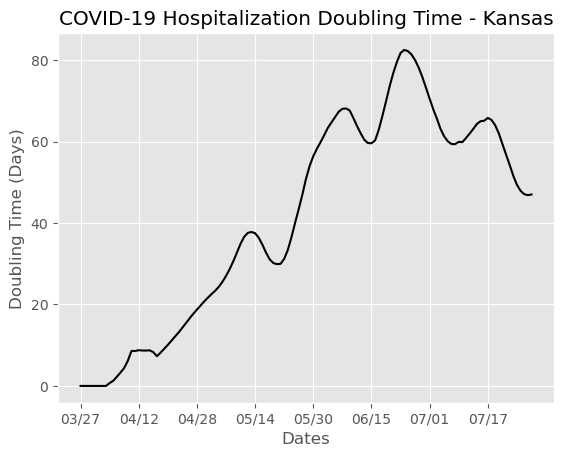 COVID-19 Hospitalization Doubling Time - Kansas
80
60
40
20
0
Doubling Time (Days)
03/27 04/12 04/28 05/14 05/30 06/15 07/01 07/17
Dates